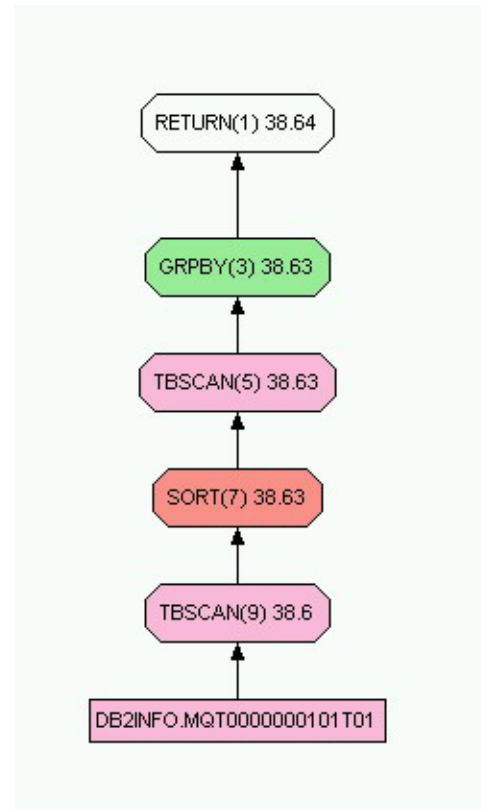 RETURN(1) 38.64
GRPBY(3) 38.63
TBSCAN(5) 38.63
SORT(7) 38.63
TBSCAN(9) 38.6
DB2INFO.MQT0000000101T01